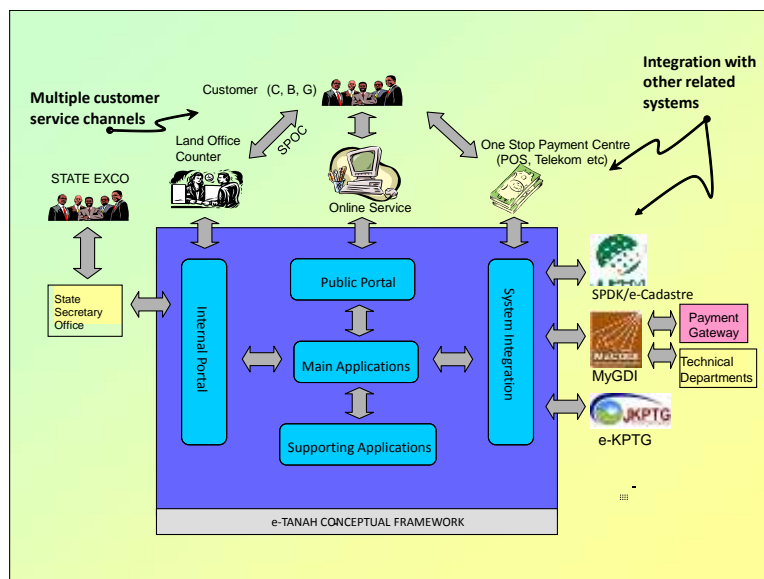 Integration with
other related
systems
Multiple customer
service channels
Customer (C, B, G)
Land Office
Counter
SPOC
One Stop Payment Centre
(POS, Telekom etc)
STATE EXCO
Online Service
State
Secretary
Office
Internal Portal
Public Portal
Main Applications
Supporting Applications
System Integration
SPDK/e-Cadastre
MyGDI
Payment
Gateway
Technical
Departments
JKPTG
e-KPTG
e-TANAH CONCEPTUAL FRAMEWORK